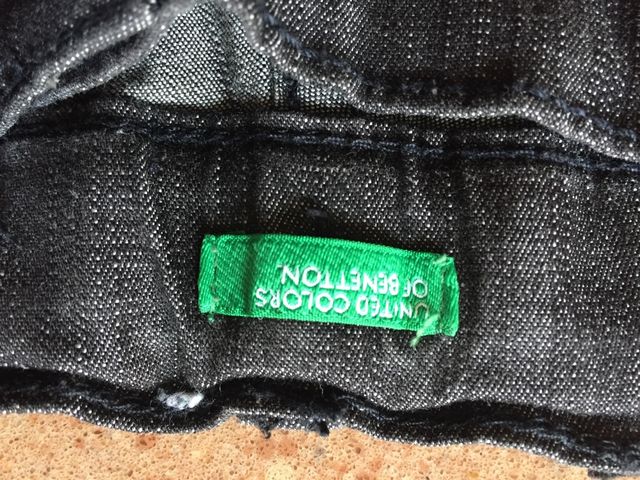 UNITED COLORS
OF BENETTON.